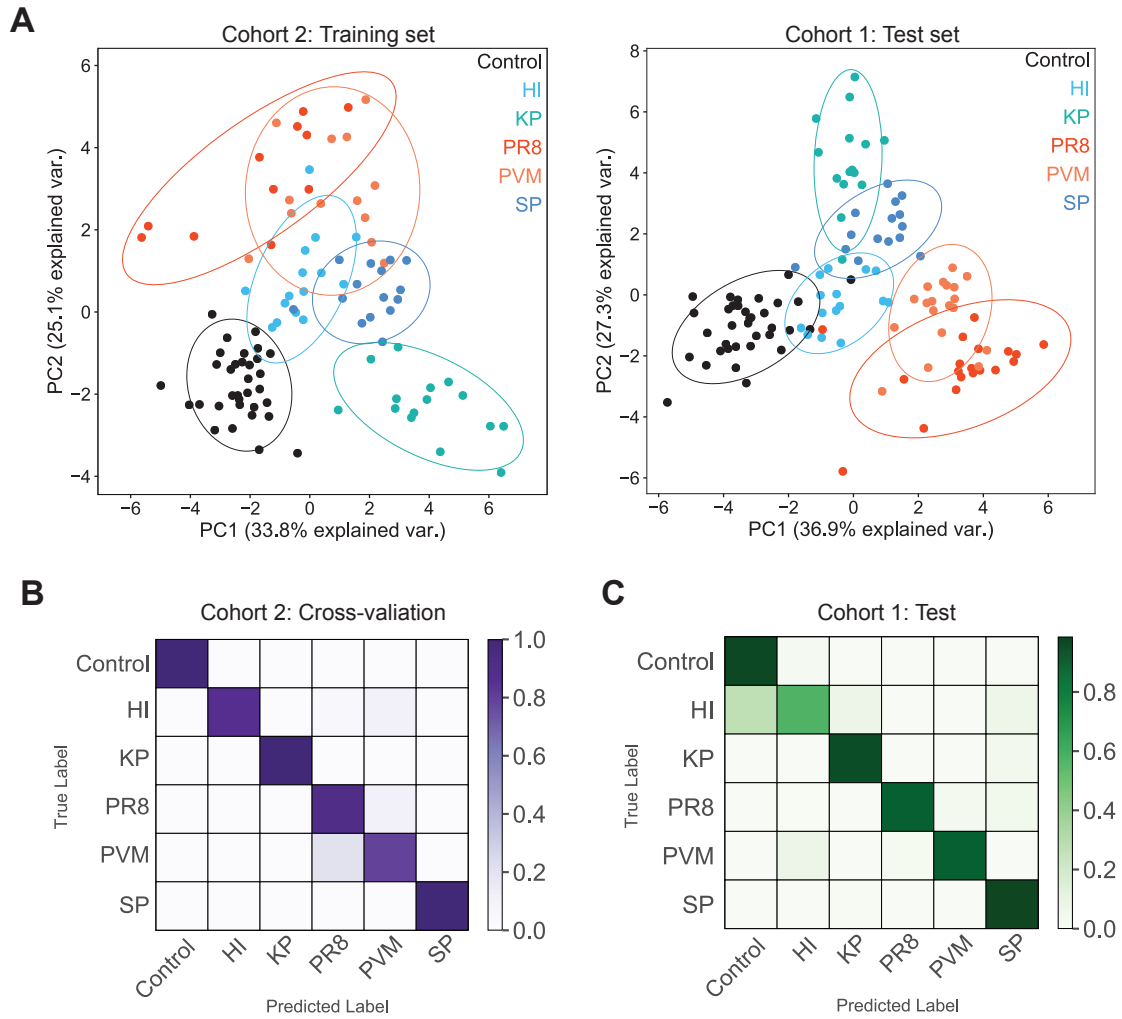 A
Cohort 2: Training set
Control
HI
KP
PR8
PVM
SP
6
4
2
0
−2
−4
PC2 (25.1% explained var.)
−6
−4
−2
0
2
4
6
PC1 (33.8% explained var.)
Cohort 1: Test set
Control
HI
KP
PR8
PVM
SP
8
6
4
2
0
−2
−4
−6
PC2 (27.3% explained var.)
−6
−4
−2
0
2
4
6
PC1 (36.9% explained var.)
B
Cohort 2: Cross-valiation
Control
HI
KP
PR8
PVM
SP
True Label
Control
HI
KP
PR8
PVM
SP
Predicted Label
1.0
0.8
0.6
0.4
0.2
0.0
C
Cohort 1: Test
Control
HI
KP
PR8
PVM
SP
True Label
Control
HI
KP
PR8
PVM
SP
Predicted Label
0.8
0.6
0.4
0.2
0.0